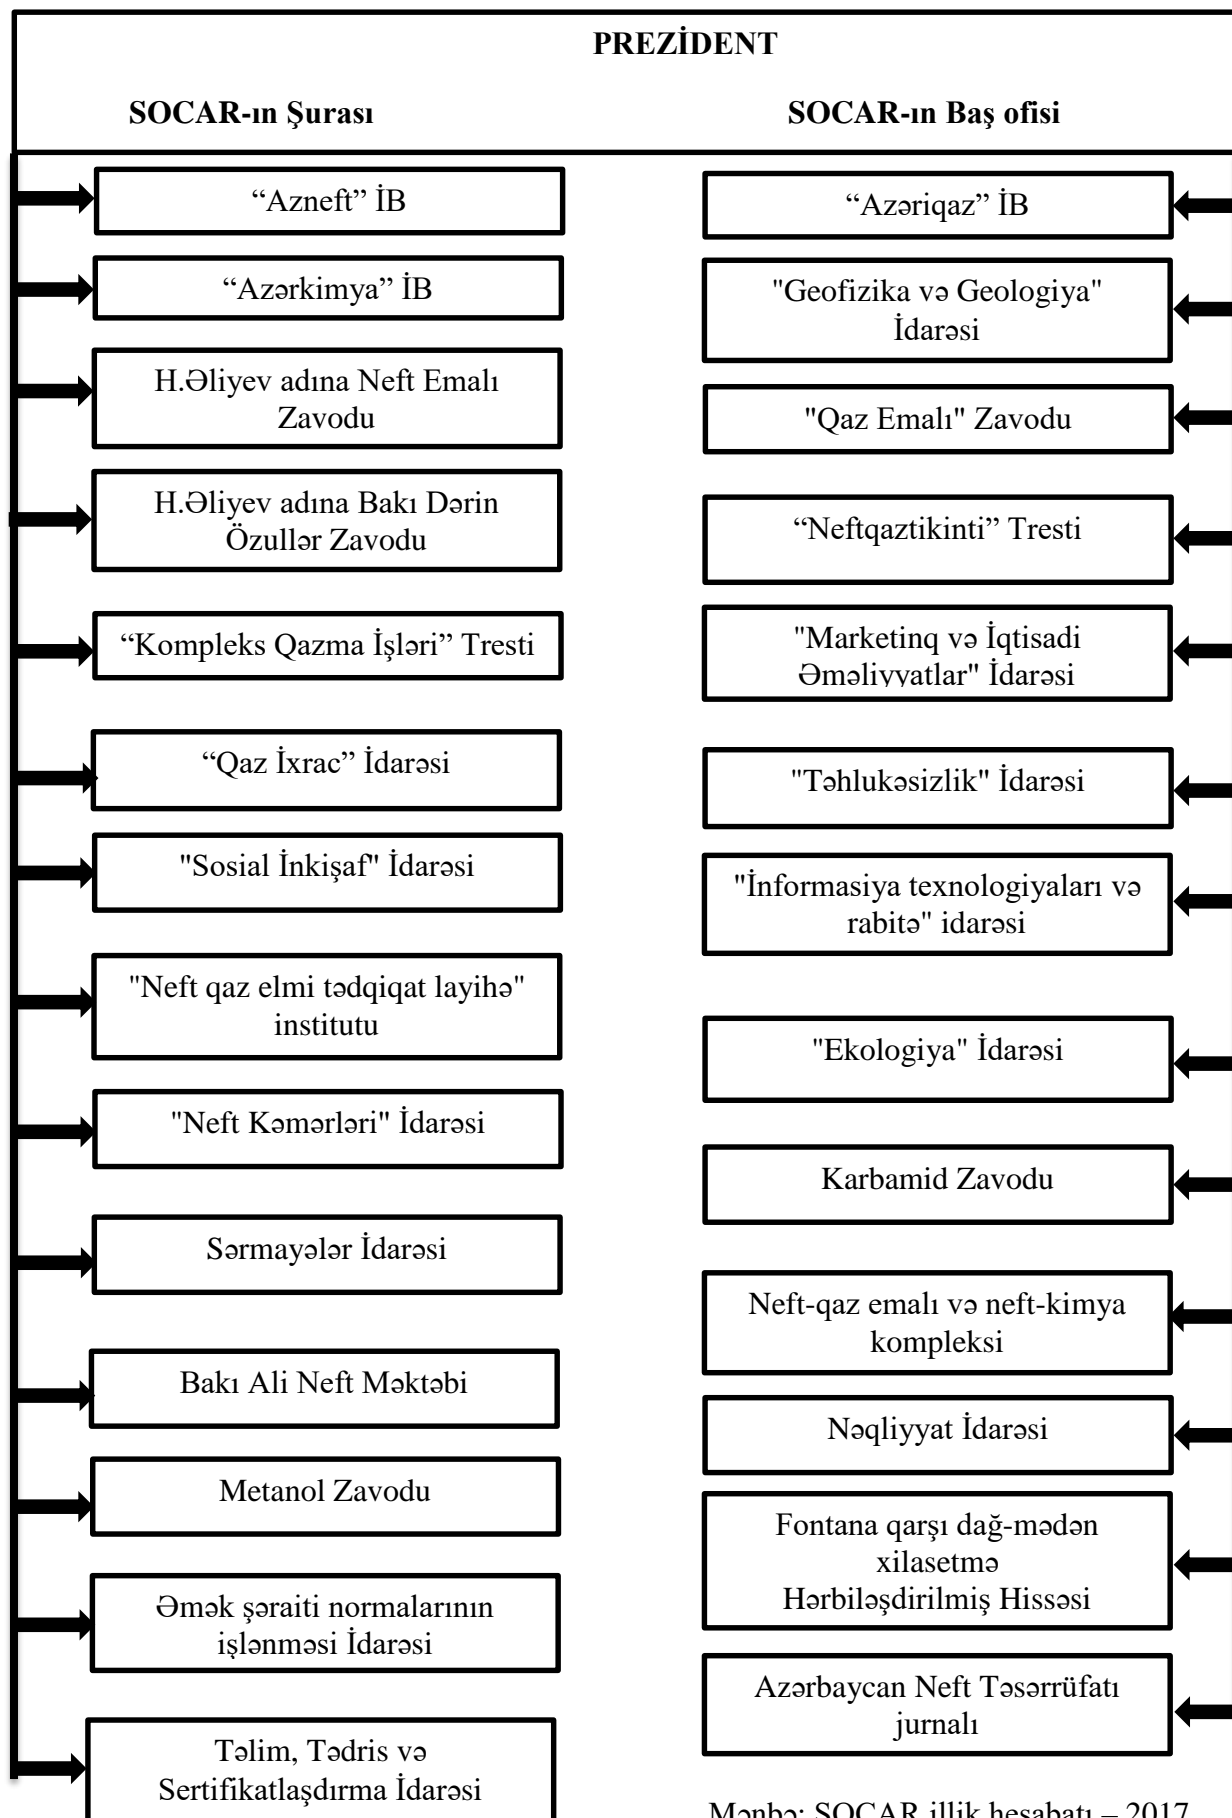 PREZİDENT
SOCAR-ın Şurası
SOCAR-ın Baş ofisi
“Azneft” İB
“Azərkimya” İB
H.Əliyev adına Neft Emalı
Zavodu
H.Əliyev adına Bakı Dərin
Özullər Zavodu
“Kompleks Qazma İşləri” Tresti
“Qaz İxrac” İdarəsi
"Sosial İnkişaf" İdarəsi
"Neft qaz elmi tədqiqat layihə"
institutu
"Neft Kəmərləri" İdarəsi
Sərmayələr İdarəsi
Bakı Ali Neft Məktəbi
Metanol Zavodu
Əmək şəraiti normalarının
işlənməsi İdarəsi
Təlim, Tədris və
Sertifikatlaşdırma İdarəsi
“Azəriqaz” İB
"Geofizika və Geologiya"
İdarəsi
"Qaz Emalı" Zavodu
“Neftqaztikinti” Tresti
"Marketinq və İqtisadi
Əməliyyatlar" İdarəsi
"Təhlukəsizlik" İdarəsi
"İnformasiya texnologiyaları və
rabitə" idarəsi
"Ekologiya" İdarəsi
Karbamid Zavodu
Neft-qaz emalı və neft-kimya
kompleksi
Nəqliyyat İdarəsi
Fontana qarşı dağ-mədən
xilasetmə
Hərbiləşdirilmiş Hissəsi
Azərbaycan Neft Təsərrüfatı
jurnalı
Mənbə: SOCAR illik hesabatı – 2017